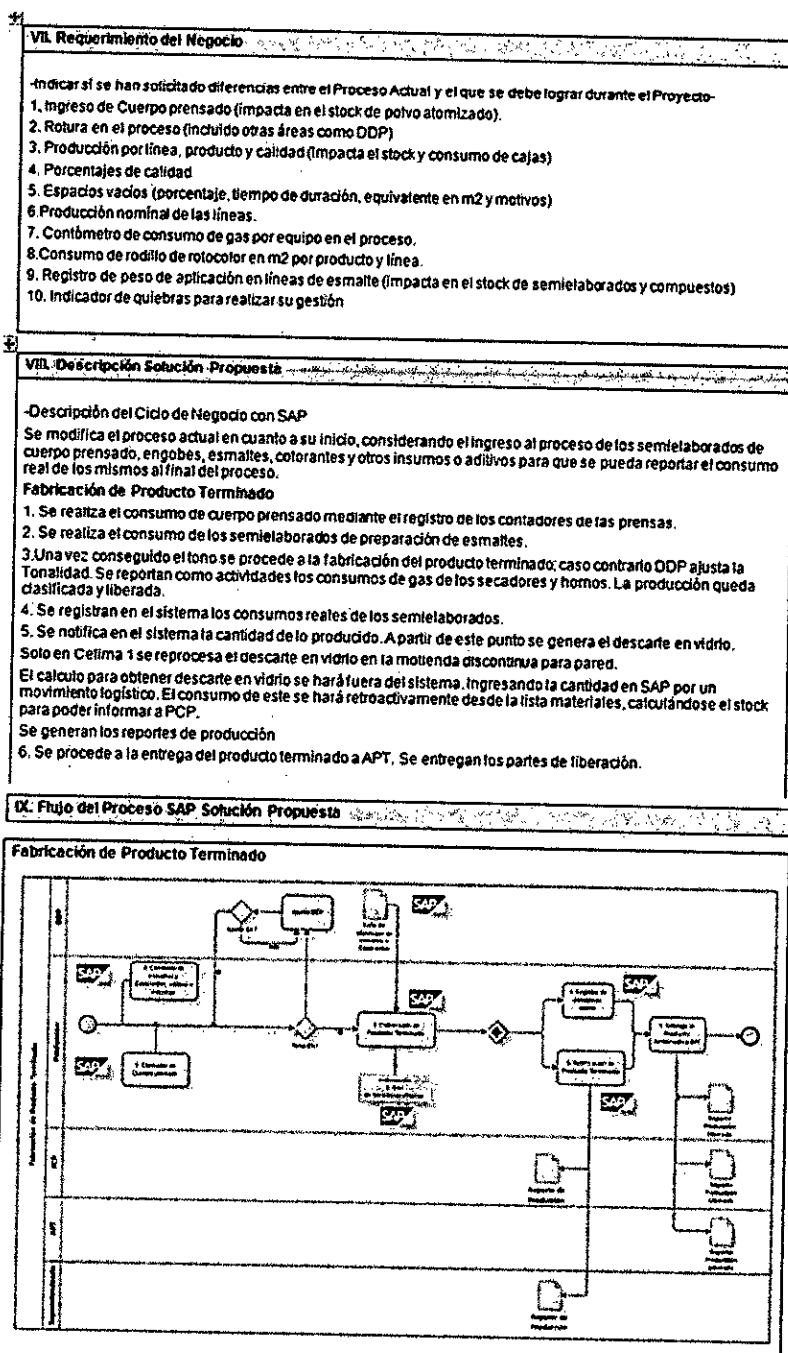 VII. Requerimiento del Negocio
-Indicar si se han solicitado diferencias entre el Proceso Actual y el que se debe lograr durante el Proyecto-
1. Ingreso de Cuerpo prensado (impacta en el stock de polvo atomizado).
2. Rotura en el proceso (incluido otras áreas como DDP)
3. Producción por línea, producto y calidad (Impacta el stock y consumo de cajas)
4. Porcentajes de calidad
5. Espacios vacíos (porcentaje, tiempo de duración, equivalente en m2 y motivos)
6.Producción nominal de las líneas.
7. Contómetro de consumo de gas por equipo en el proceso.
8.Consumo de rodillo de rotocolor en m2 por producto y línea.
9. Registro de peso de aplicación en líneas de esmalte (impacta en el stock de semielaborados y compuestos)
10. Indicador de quiebras para realizar su gestión
VIII. Descripción Solución Propuesta
-Descripción del Ciclo de Negocio con SAP
Se modifica el proceso actual en cuanto a su inicio, considerando el ingreso al proceso de los semielaborados de
cuerpo prensado, engobes, esmaltes, colorantes y otros insumos o aditivos para que se pueda reportar el consumo
real de los mismos al final del proceso.
Fabricación de Producto Terminado
1. Se realiza el consumo de cuerpo prensado mediante el registro de los contadores de las prensas.
2. Se realiza el consumo de los semielaborados de preparación de esmaltes.
3.Una vez conseguido el tono se procede a la fabricación del producto terminado; caso contrario DDP ajusta la
Tonalidad. Se reportan como actividades los consumos de gas de los secadores y hornos. La producción queda
clasificada y liberada.
4. Se registran en el sistema los consumos reales de los semielaborados.
5. Se notifica en el sistema la cantidad de lo producido. A partir de este punto se genera el descarte en vidrio.
Solo en Celima 1 se reprocesa el descarte en vidrio en la molienda discontinua para pared.
El calculo para obtener descarte en vidrio se hará fuera del sistema. Ingresando la cantidad en SAP por un
movimiento logístico. El consumo de este se hará retroactivamente desde la lista materiales, calculándose el stock
para poder informar a PCP.
Se generan los reportes de producción
6. Se procede a la entrega del producto terminado a APT. Se entregan los partes de liberación.
IX. Flujo del Proceso SAP Solución Propuesta
Fabricación de Producto Terminado
SAP
SAP
SAP
SAP
SAP
SAP
SAP
Reporte de
Producción
Reporte de
Producción